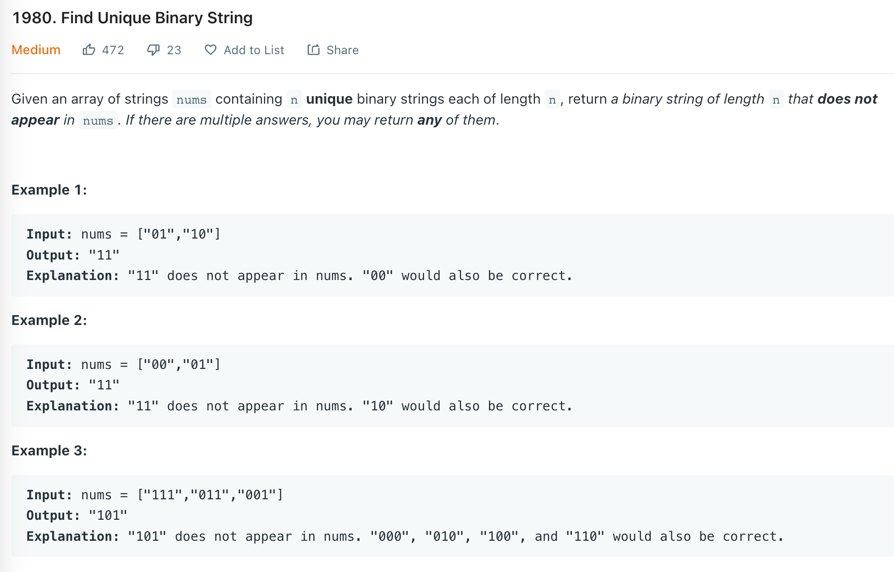 1980. Find Unique Binary String
Medium 472 23 Add to List Share
Given an array of strings nums containing n unique binary strings each of length n , return a binary string of length n that does not
appear in nums . If there are multiple answers, you may return any of them.
Example 1:
Input: nums = ["01","10"]
Output: "11"
Explanation: "11" does not appear in nums. "00" would also be correct.
Example 2:
Input: nums = ["00","01"]
Output: "11"
Explanation: "11" does not appear in nums. "10" would also be correct.
Example 3:
Input: nums = ["111","011","001"]
Output: "101"
Explanation: "101" does not appear in nums. "000", "010", "100", and "110" would also be correct.